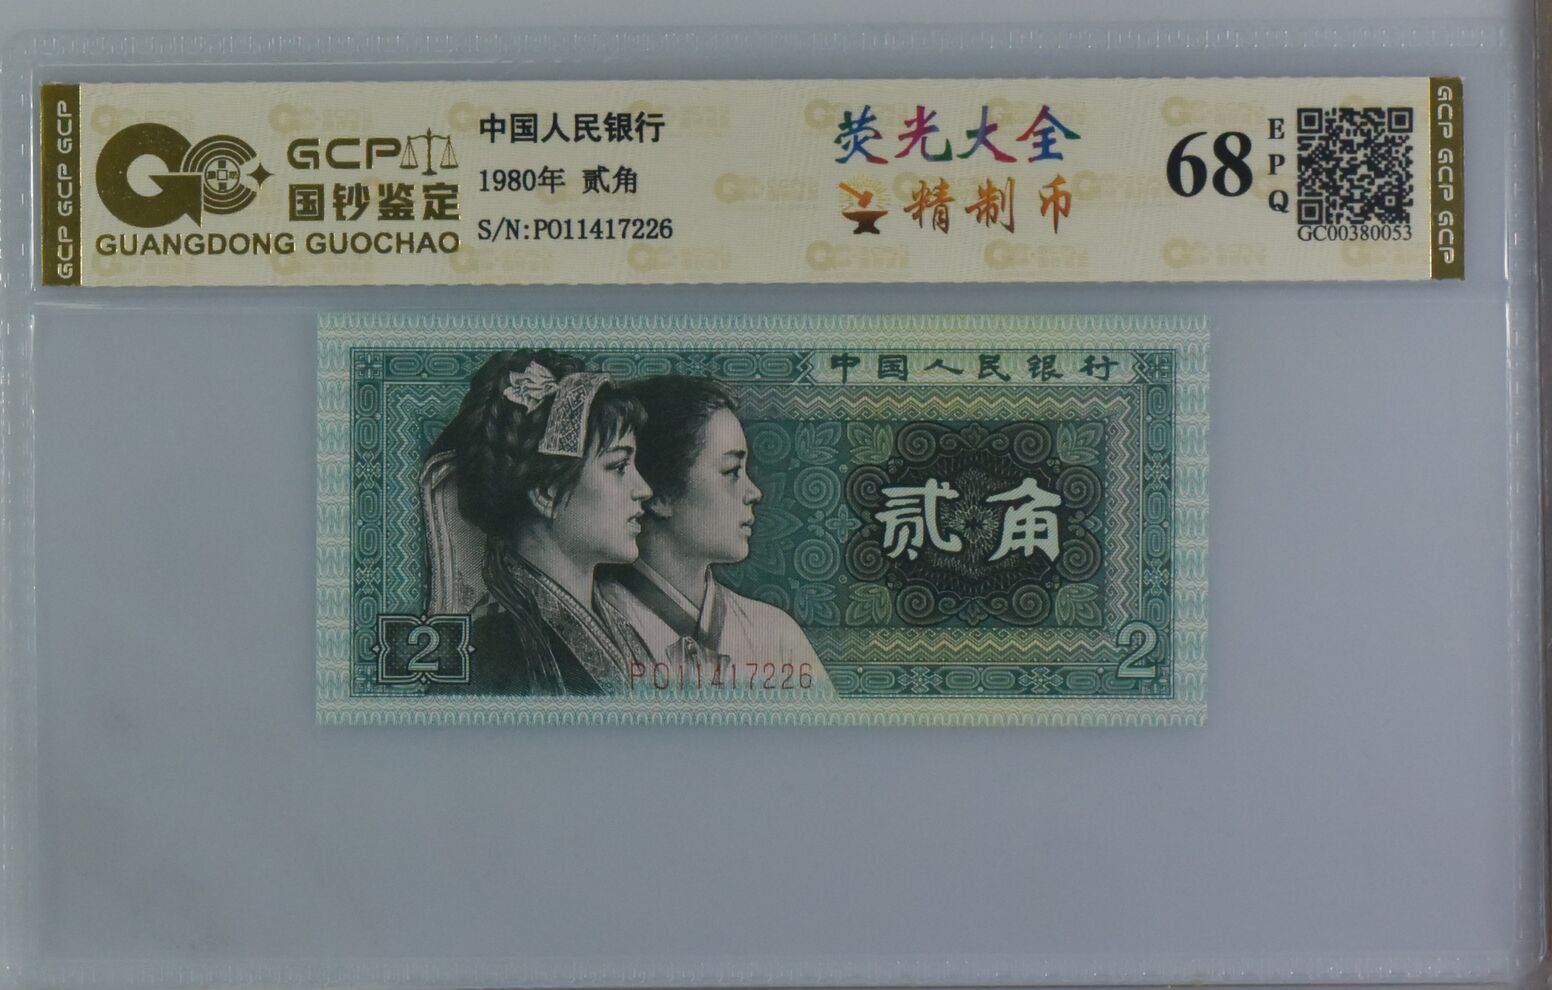 GCP GCP GCP
GCP
国钞鉴定
GUANGDONG GUOCHAO
中国人民银行
1980年 贰角
S/N:P011417226
荧光大全
精制币
68
EPQ
GC00380053
GCP GCP GCP
中国人民银行
贰角
2
2
PO11417226